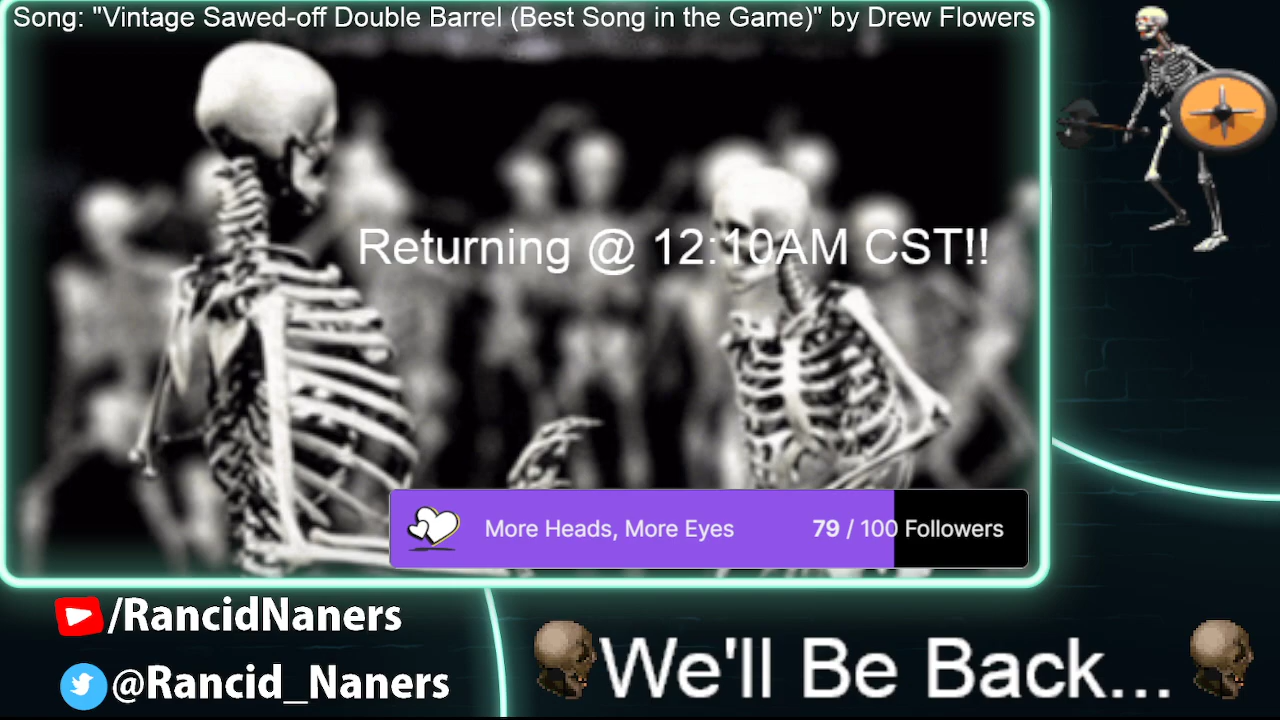 Song: "Vintage Sawed-off Double Barrel (Best Song in the Game)" by Drew Flowers
Returning @ 12:10AM CST!!
More Heads, More Eyes 79 / 100 Followers
/RancidNaners
@Rancid_Naners
We'll Be Back...